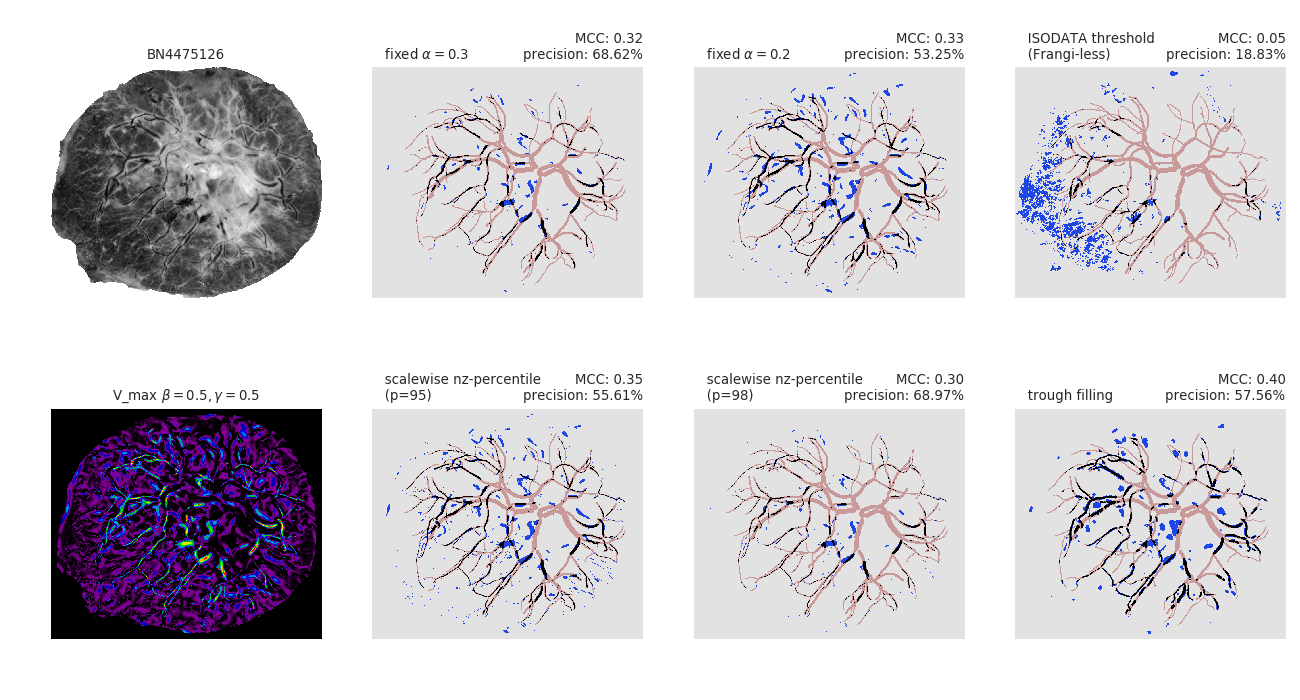 BN4475126
fixed α = 0.3
MCC: 0.32
precision: 68.62%
fixed α = 0.2
MCC: 0.33
precision: 53.25%
ISODATA threshold
(Frangi-less)
MCC: 0.05
precision: 18.83%
V_max β = 0.5, γ = 0.5
scalewise nz-percentile
(p=95)
MCC: 0.35
precision: 55.61%
scalewise nz-percentile
(p=98)
MCC: 0.30
precision: 68.97%
trough filling
MCC: 0.40
precision: 57.56%